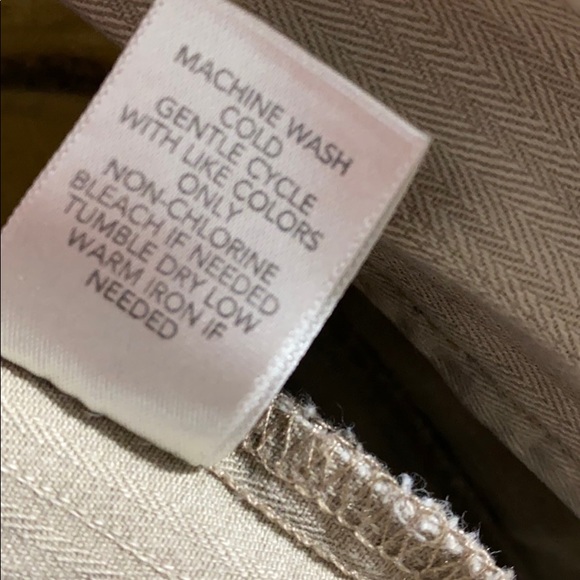 MACHINE WASH
COLD
GENTLE CYCLE
WITH LIKE COLORS
ONLY
NON-CHLORINE
BLEACH IF NEEDED
TUMBLE DRY LOW
WARM IRON IF
NEEDED